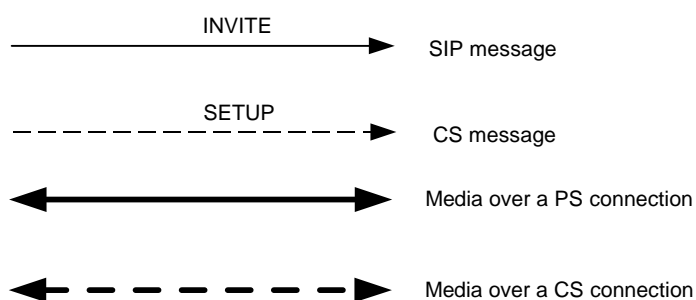 INVITE
SIP message
SETUP
CS message
Media over a PS connection
Media over a CS connection